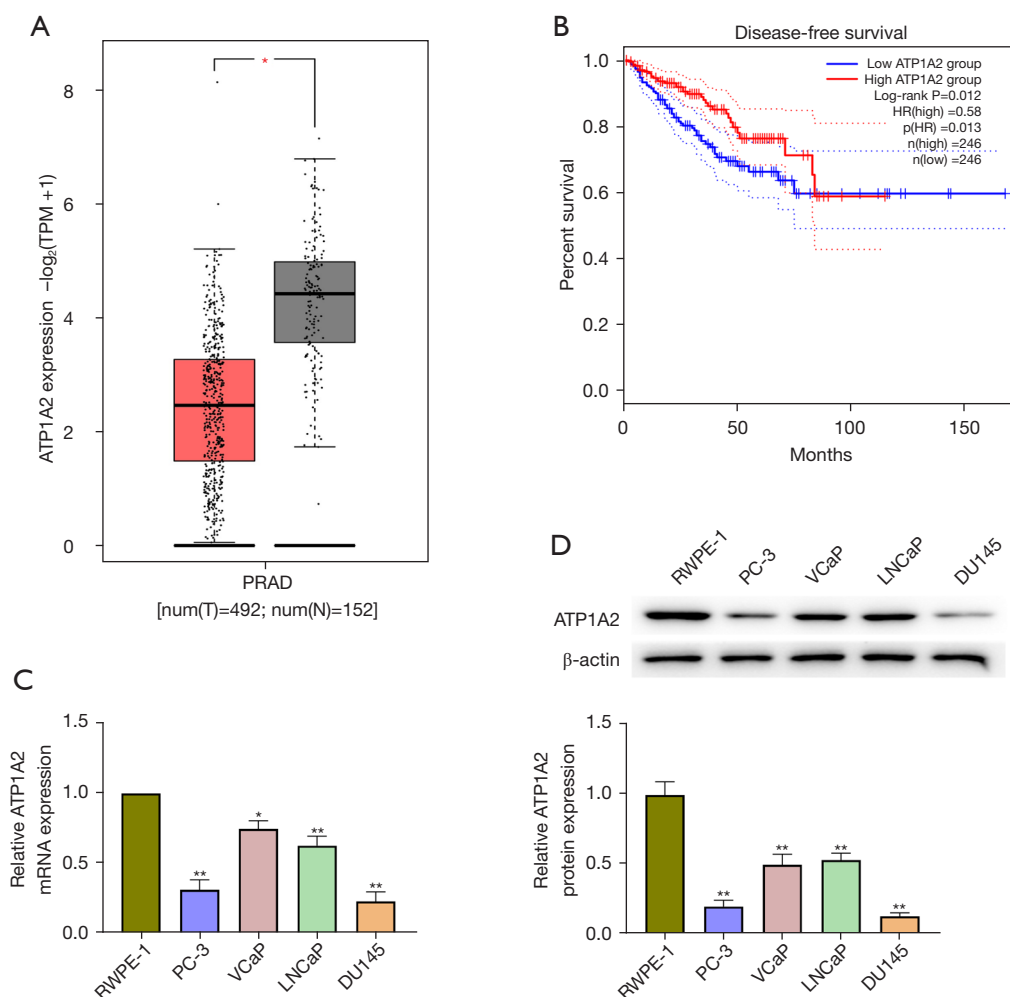 A
ATP1A2 expression −log2(TPM +1)
8
6
4
2
0
*
PRAD
[num(T)=492; num(N)=152]
B
Disease-free survival
Low ATP1A2 group
High ATP1A2 group
Log-rank P=0.012
HR(high) =0.58
p(HR) =0.013
n(high) =246
n(low) =246
Percent survival
1.0
0.8
0.6
0.4
0.2
0.0
0 50 100 150
Months
C
Relative ATP1A2
mRNA expression
1.5
1.0
0.5
0.0
**
*
**
**
RWPE-1 PC-3 VCaP LNCaP DU145
D
RWPE-1 PC-3 VCaP LNCaP DU145
ATP1A2
β-actin
Relative ATP1A2
protein expression
1.5
1.0
0.5
0.0
**
**
**
**
RWPE-1 PC-3 VCaP LNCaP DU145